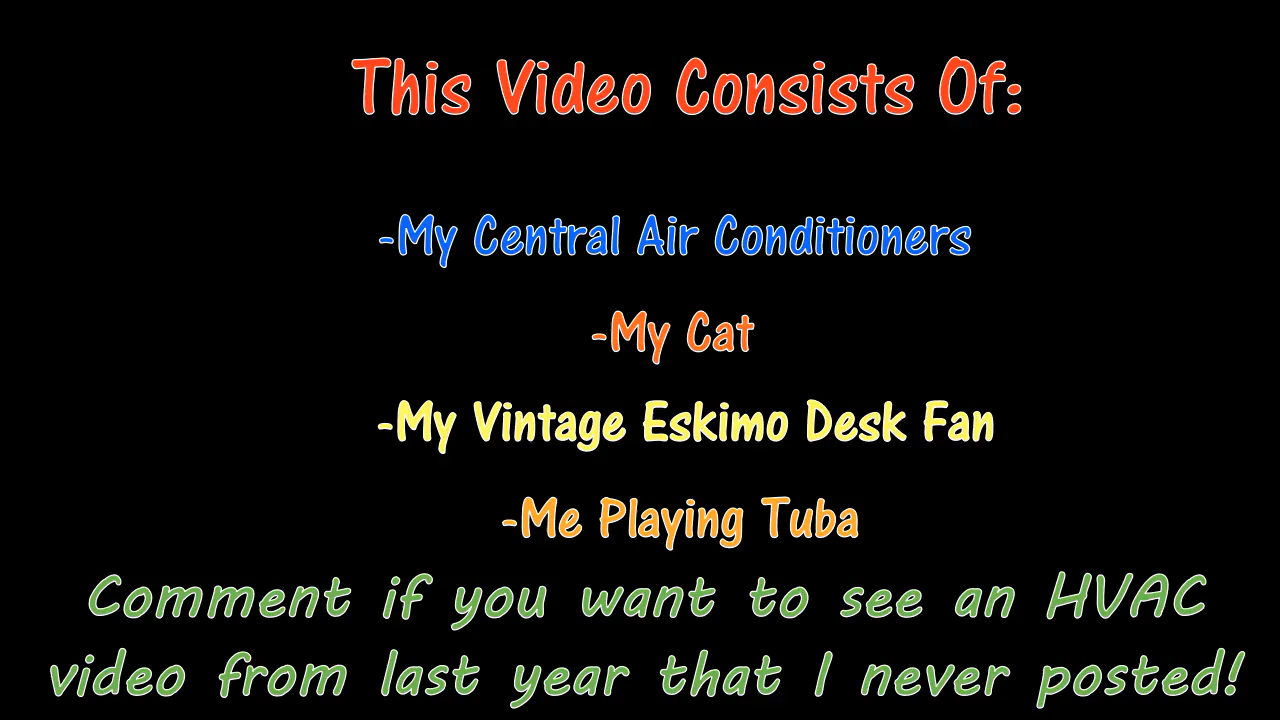 This Video Consists Of:
-My Central Air Conditioners
-My Cat
-My Vintage Eskimo Desk Fan
-Me Playing Tuba
Comment if you want to see an HVAC
video from last year that I never posted!